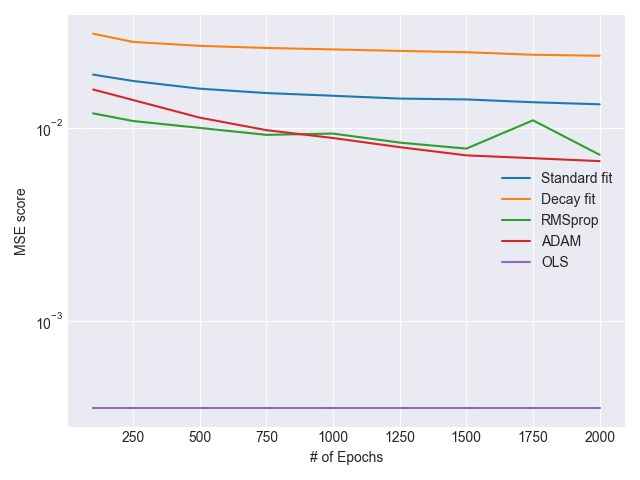 MSE score
10⁻²
10⁻³
Standard fit
Decay fit
RMSprop
ADAM
OLS
250 500 750 1000 1250 1500 1750 2000
# of Epochs